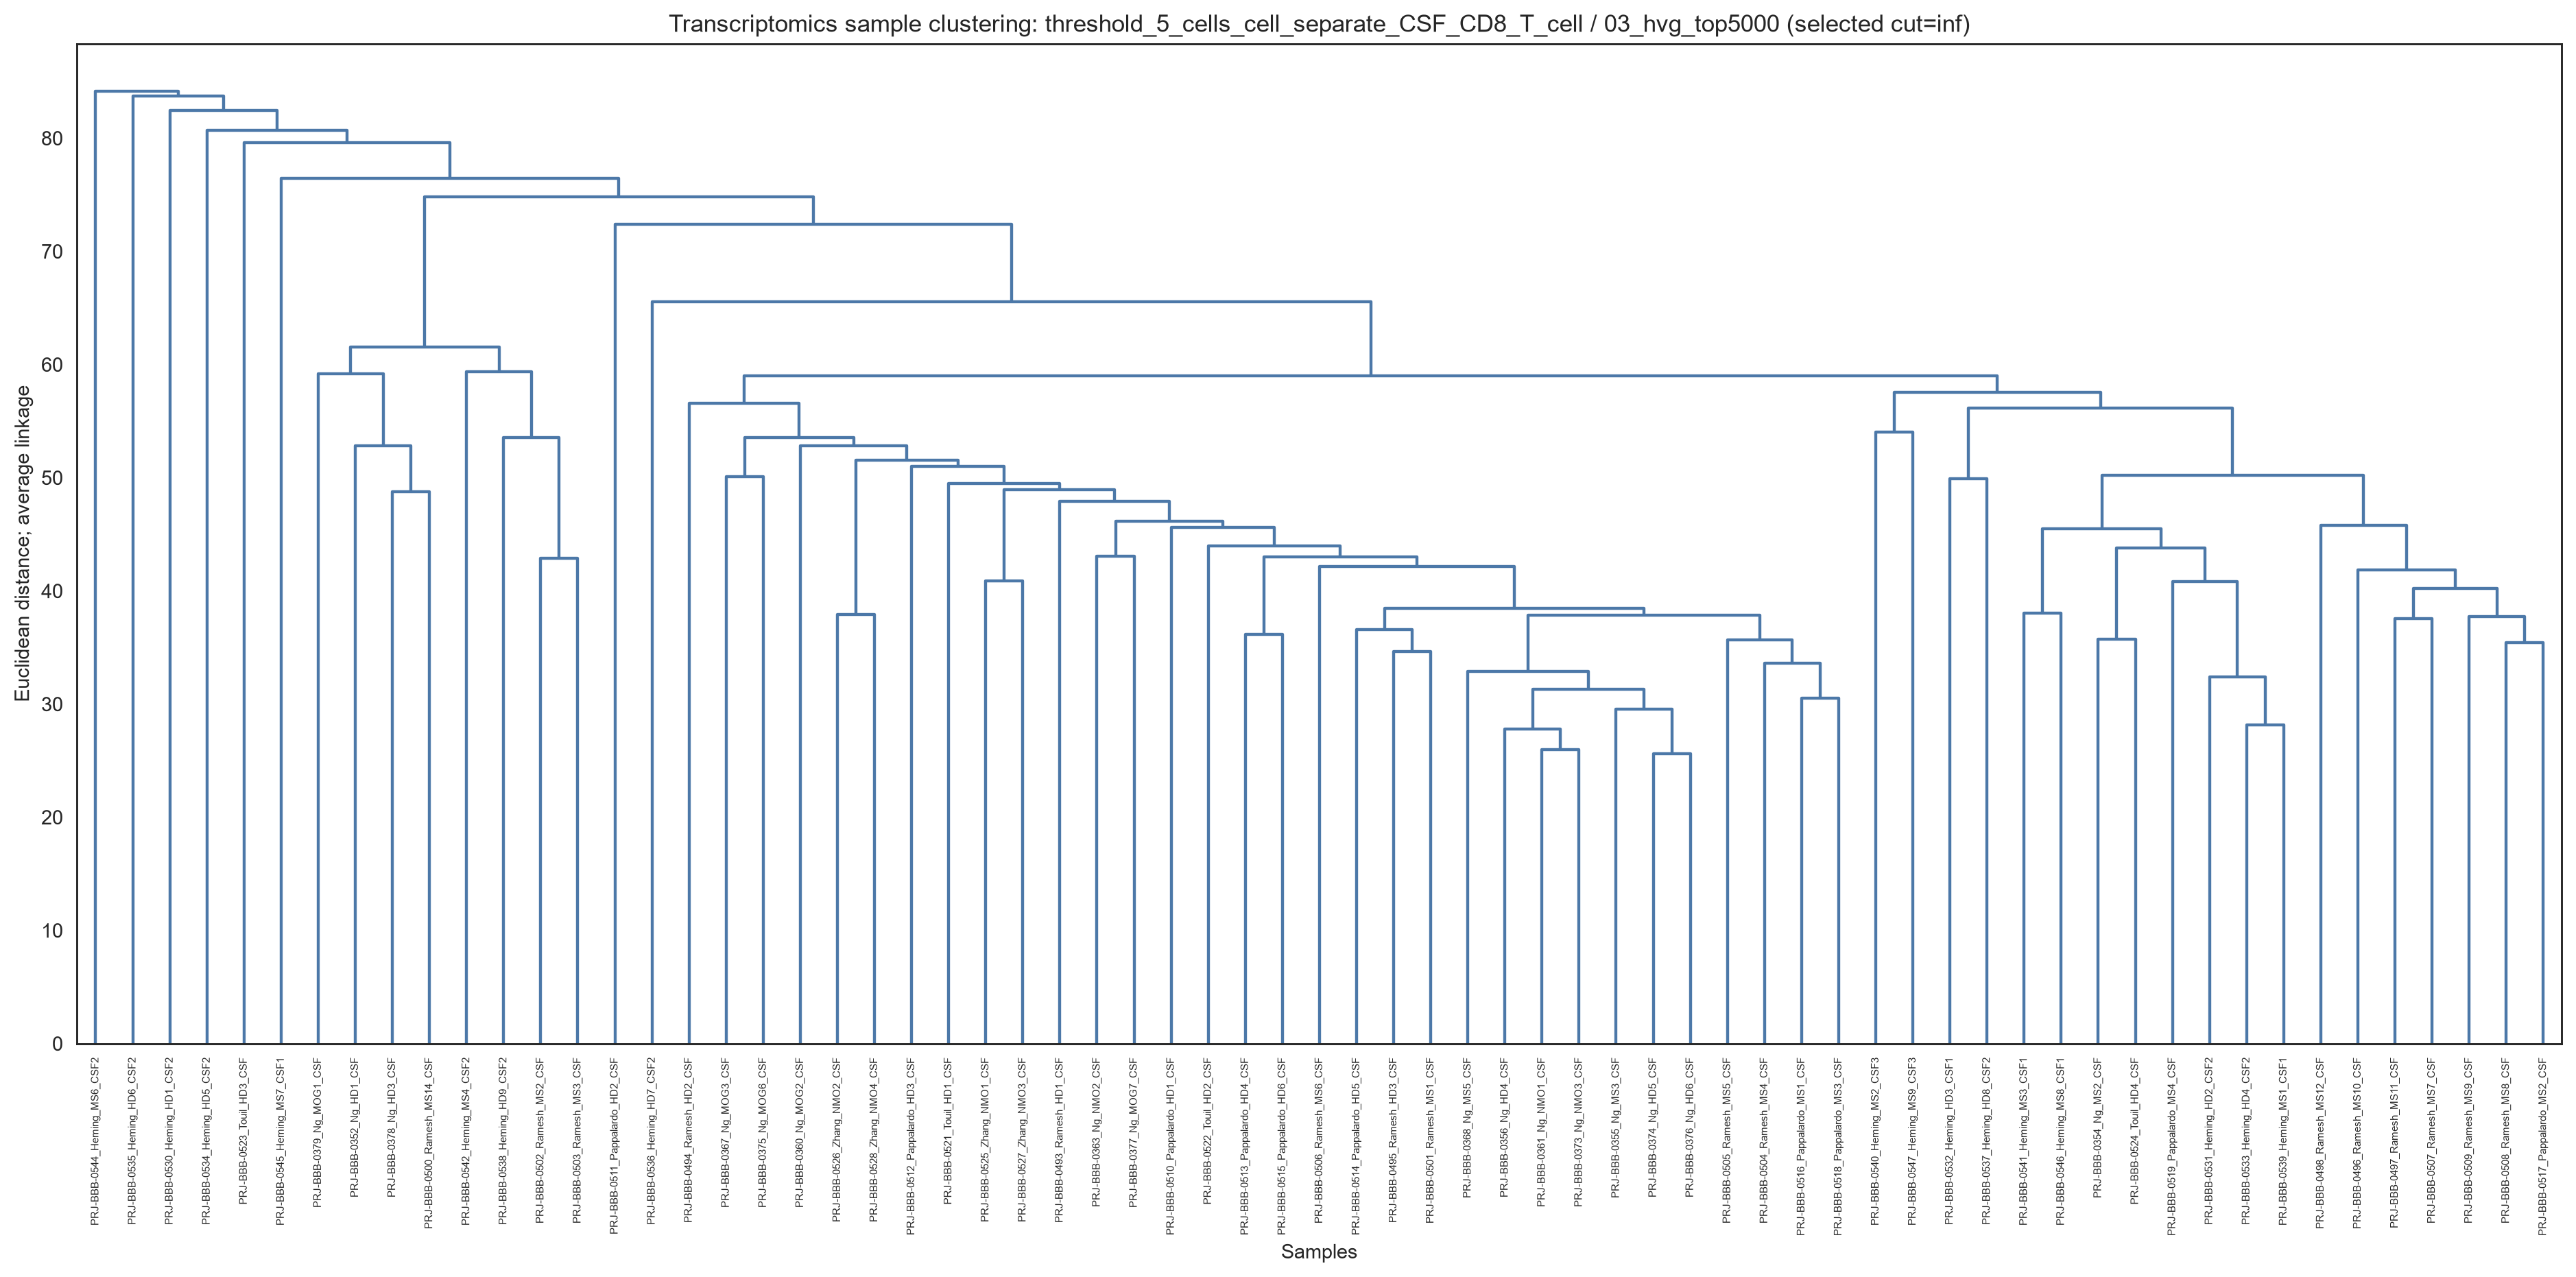 Transcriptomics sample clustering: threshold_5_cells_cell_separate_CSF_CD8_T_cell / 03_hvg_top5000 (selected cut=inf)
Euclidean distance; average linkage
80
70
60
50
40
30
20
10
0
PRJ-BBB-0544_Heming_MS6_CSF2
PRJ-BBB-0535_Heming_HD6_CSF2
PRJ-BBB-0530_Heming_HD1_CSF2
PRJ-BBB-0534_Heming_HD5_CSF2
PRJ-BBB-0523_Touil_HD3_CSF
PRJ-BBB-0545_Heming_MS7_CSF1
PRJ-BBB-0379_Ng_MOG1_CSF
PRJ-BBB-0352_Ng_HD1_CSF
PRJ-BBB-0378_Ng_HD3_CSF
PRJ-BBB-0500_Ramesh_MS14_CSF
PRJ-BBB-0542_Heming_MS4_CSF2
PRJ-BBB-0538_Heming_HD9_CSF2
PRJ-BBB-0502_Ramesh_MS2_CSF
PRJ-BBB-0503_Ramesh_MS3_CSF
PRJ-BBB-0511_Pappalardo_HD2_CSF
PRJ-BBB-0536_Heming_HD7_CSF2
PRJ-BBB-0494_Ramesh_HD2_CSF
PRJ-BBB-0367_Ng_MOG3_CSF
PRJ-BBB-0375_Ng_MOG6_CSF
PRJ-BBB-0360_Ng_MOG2_CSF
PRJ-BBB-0526_Zhang_NMO2_CSF
PRJ-BBB-0528_Zhang_NMO4_CSF
PRJ-BBB-0512_Pappalardo_HD3_CSF
PRJ-BBB-0521_Touil_HD1_CSF
PRJ-BBB-0525_Zhang_NMO1_CSF
PRJ-BBB-0527_Zhang_NMO3_CSF
PRJ-BBB-0493_Ramesh_HD1_CSF
PRJ-BBB-0363_Ng_NMO2_CSF
PRJ-BBB-0377_Ng_MOG7_CSF
PRJ-BBB-0510_Pappalardo_HD1_CSF
PRJ-BBB-0522_Touil_HD2_CSF
PRJ-BBB-0513_Pappalardo_HD4_CSF
PRJ-BBB-0515_Pappalardo_HD6_CSF
PRJ-BBB-0506_Ramesh_MS6_CSF
PRJ-BBB-0514_Pappalardo_HD5_CSF
PRJ-BBB-0495_Ramesh_HD3_CSF
PRJ-BBB-0501_Ramesh_MS1_CSF
PRJ-BBB-0368_Ng_MS5_CSF
PRJ-BBB-0356_Ng_HD4_CSF
PRJ-BBB-0361_Ng_NMO1_CSF
PRJ-BBB-0373_Ng_NMO3_CSF
PRJ-BBB-0355_Ng_MS3_CSF
PRJ-BBB-0374_Ng_HD5_CSF
PRJ-BBB-0376_Ng_HD6_CSF
PRJ-BBB-0505_Ramesh_MS5_CSF
PRJ-BBB-0504_Ramesh_MS4_CSF
PRJ-BBB-0516_Pappalardo_MS1_CSF
PRJ-BBB-0518_Pappalardo_MS3_CSF
PRJ-BBB-0540_Heming_MS2_CSF3
PRJ-BBB-0547_Heming_MS9_CSF3
PRJ-BBB-0532_Heming_HD3_CSF1
PRJ-BBB-0537_Heming_HD8_CSF2
PRJ-BBB-0541_Heming_MS3_CSF1
PRJ-BBB-0546_Heming_MS8_CSF1
PRJ-BBB-0354_Ng_MS2_CSF
PRJ-BBB-0524_Touil_HD4_CSF
PRJ-BBB-0519_Pappalardo_MS4_CSF
PRJ-BBB-0531_Heming_HD2_CSF2
PRJ-BBB-0533_Heming_HD4_CSF2
PRJ-BBB-0539_Heming_MS1_CSF1
PRJ-BBB-0498_Ramesh_MS12_CSF
PRJ-BBB-0496_Ramesh_MS10_CSF
PRJ-BBB-0497_Ramesh_MS11_CSF
PRJ-BBB-0507_Ramesh_MS7_CSF
PRJ-BBB-0509_Ramesh_MS9_CSF
PRJ-BBB-0508_Ramesh_MS8_CSF
PRJ-BBB-0517_Pappalardo_MS2_CSF
Samples